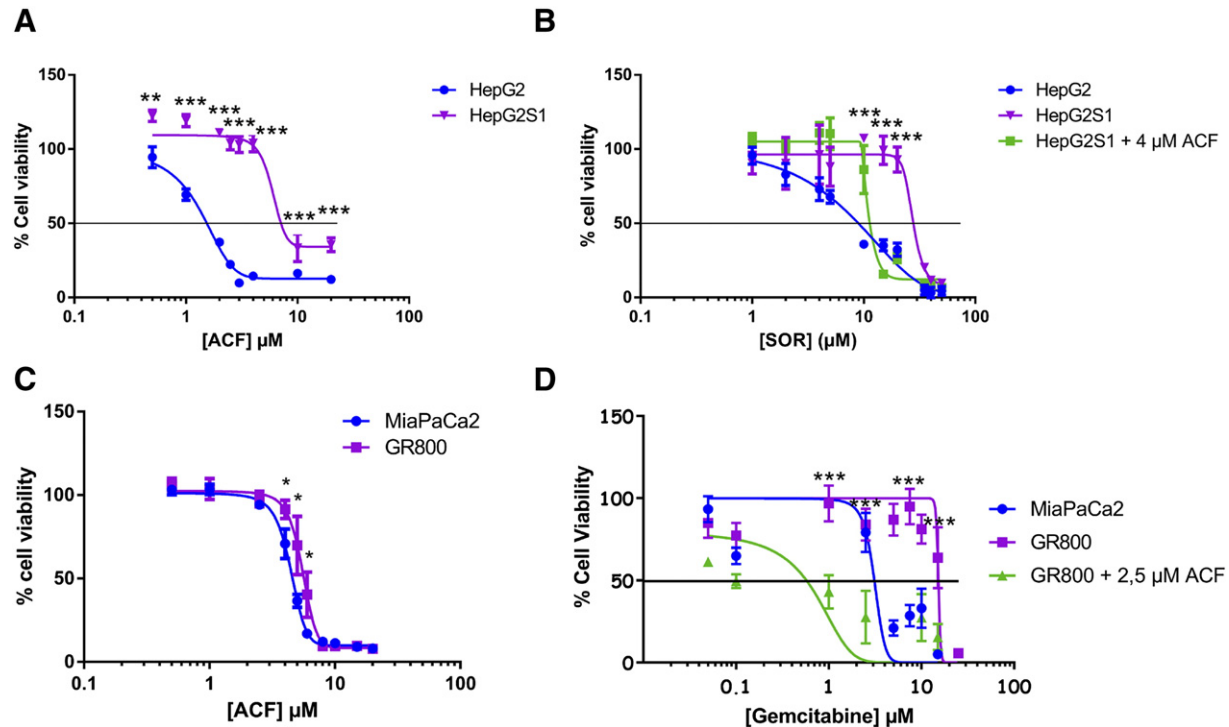 A
150
100
50
0
% Cell viability
** *** *** *** *** *** ***
HepG2
HepG2S1
0.1 1 10 100
[ACF] µM
B
150
100
50
0
% cell viability
*** *** ***
HepG2
HepG2S1
HepG2S1 + 4 µM ACF
0.1 1 10 100
[SOR] (µM)
C
150
100
50
0
% cell viability
* * *
MiaPaCa2
GR800
0.1 1 10 100
[ACF] µM
D
150
100
50
0
% Cell Viability
*** *** *** ***
MiaPaCa2
GR800
GR800 + 2,5 µM ACF
0.1 1 10 100
[Gemcitabine] µM